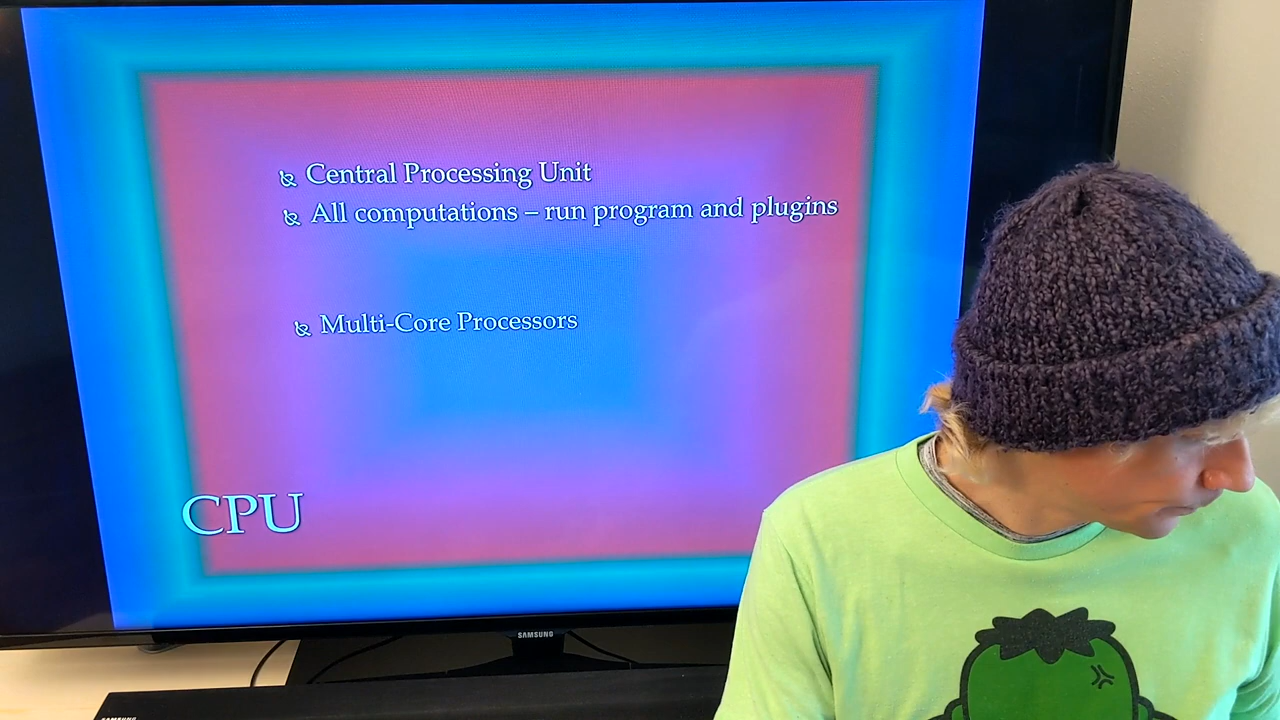 Central Processing Unit
All computations – run program and plugins
Multi-Core Processors
CPU
SAMSUNG
SAMSUNG